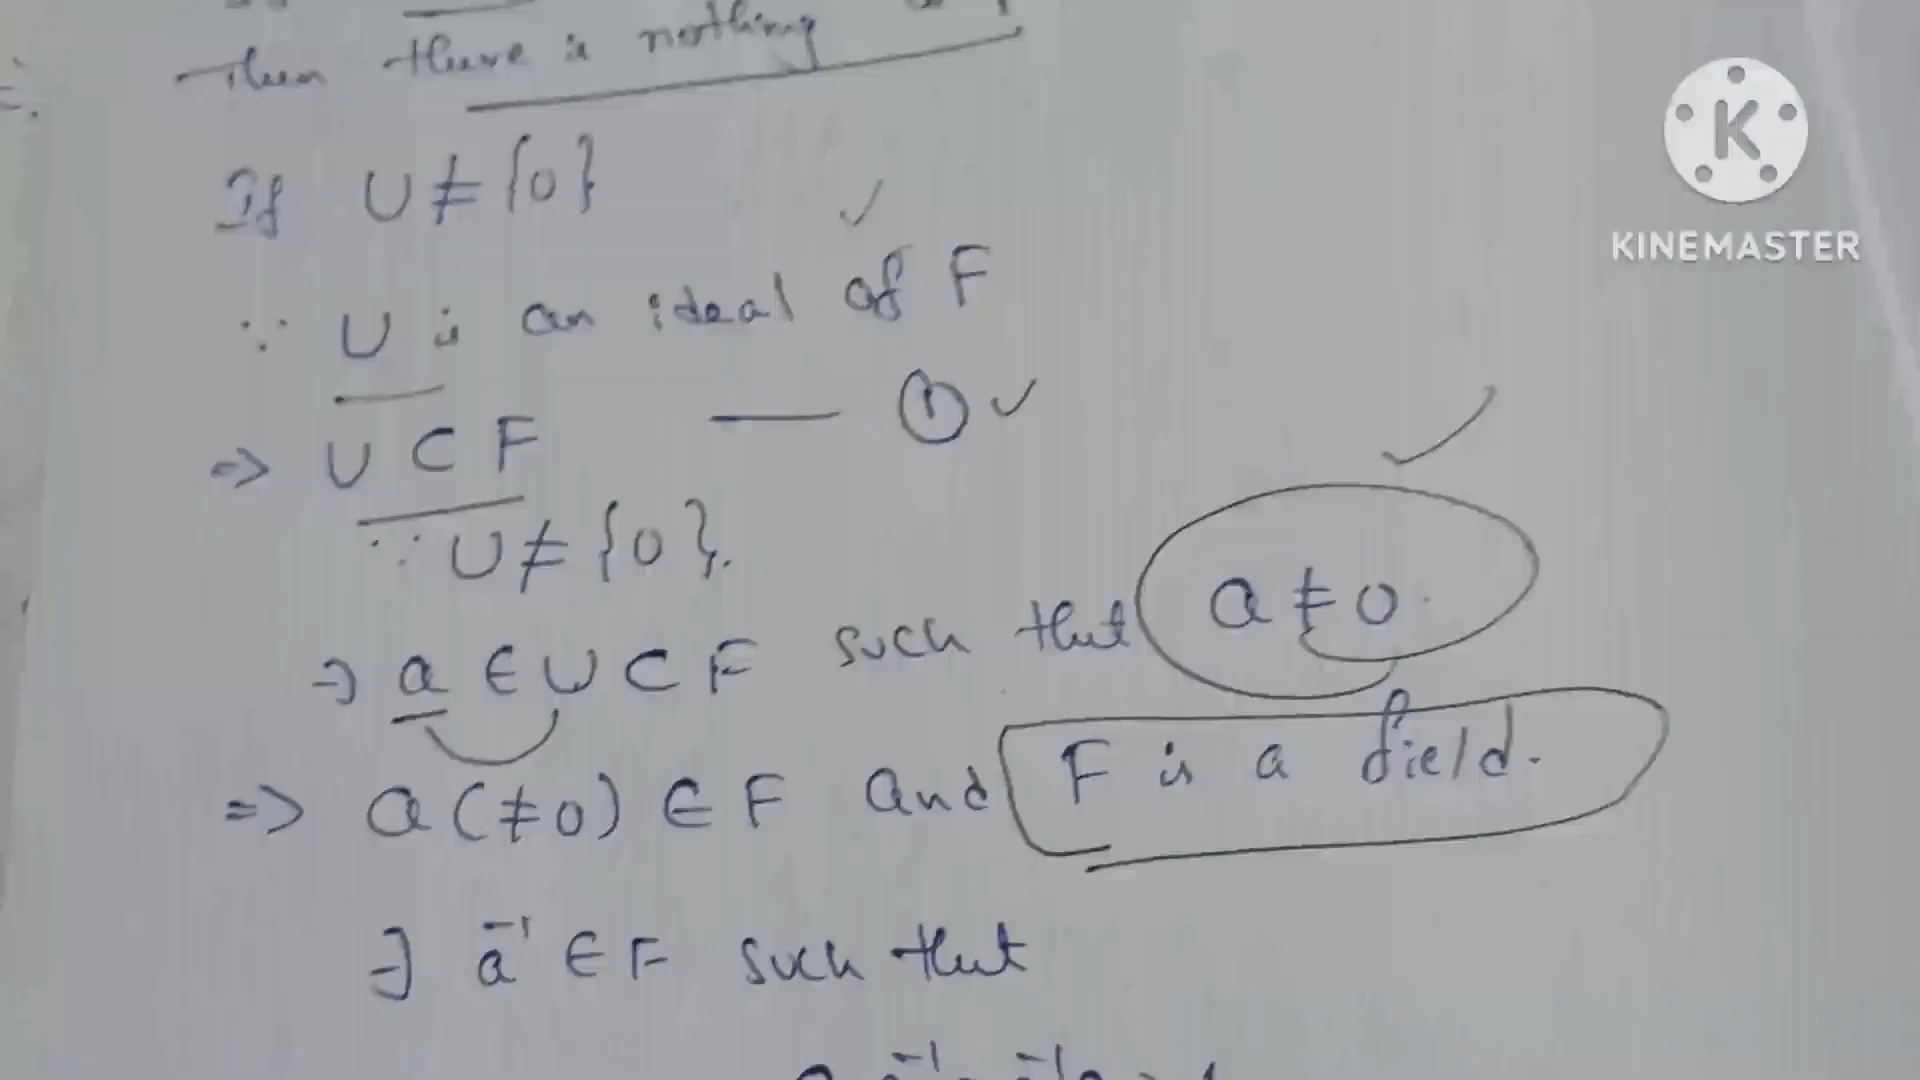 Then there is nothing
If U ≠ {0}
∵ U is an ideal of F
⇒ U ⊂ F —— ①
∵ U ≠ {0}.
∃ a ∈ U ⊂ F such that a ≠ 0.
⇒ a (≠0) ∈ F and F is a field.
∃ a⁻¹ ∈ F such that
KINEMASTER